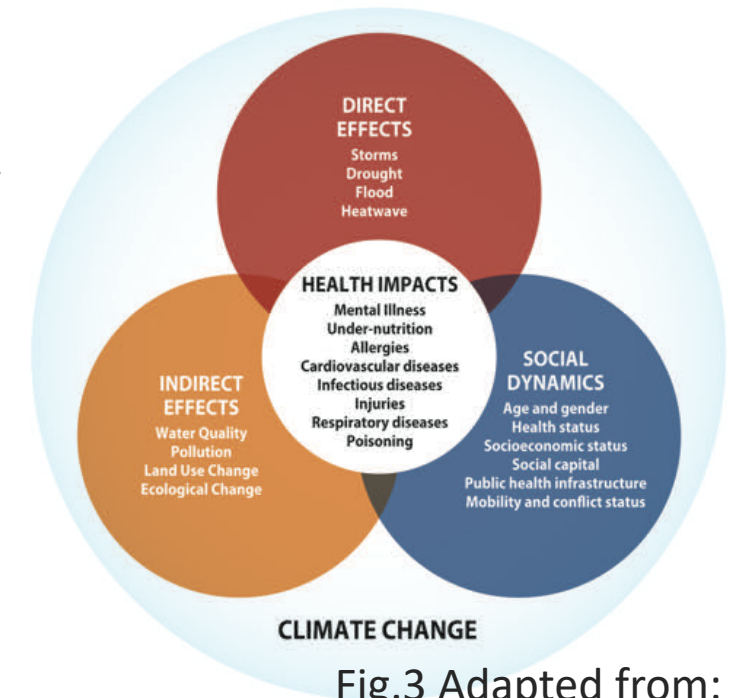 DIRECT
EFFECTS
Storms
Drought
Flood
Heatwave
HEALTH IMPACTS
Mental Illness
Under-nutrition
Allergies
Cardiovascular diseases
Infectious diseases
Injuries
Respiratory diseases
Poisoning
INDIRECT
EFFECTS
Water Quality
Pollution
Land Use Change
Ecological Change
SOCIAL
DYNAMICS
Age and gender
Health status
Socioeconomic status
Social capital
Public health infrastructure
Mobility and conflict status
CLIMATE CHANGE
Fig.3 Adapted from: